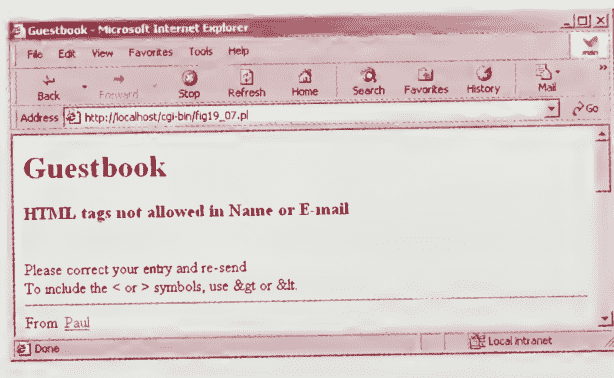 Guestbook - Microsoft Internet Explorer
File Edit View Favorites Tools Help
Back Forward Stop Refresh Home Search Favorites History Mail »
Address http://localhost/cgi-bin/fig19_07.pl Go
Guestbook
HTML tags not allowed in Name or E-mail
Please correct your entry and re-send
To include the < or > symbols, use &gt or &lt.
From Paul
Done Local intranet